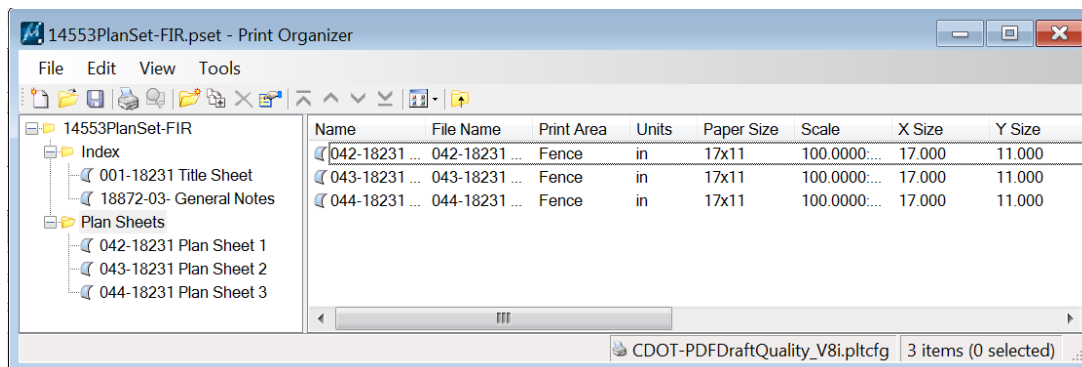 14553PlanSet-FIR.pset - Print Organizer
File Edit View Tools
14553PlanSet-FIR
Index
001-18231 Title Sheet
18872-03- General Notes
Plan Sheets
042-18231 Plan Sheet 1
043-18231 Plan Sheet 2
044-18231 Plan Sheet 3
Name File Name Print Area Units Paper Size Scale X Size Y Size
042-18231 ... 042-18231 ... Fence in 17x11 100.0000:... 17.000 11.000
043-18231 ... 043-18231 ... Fence in 17x11 100.0000:... 17.000 11.000
044-18231 ... 044-18231 ... Fence in 17x11 100.0000:... 17.000 11.000
CDOT-PDFDraftQuality_V8i.pltcfg 3 items (0 selected)